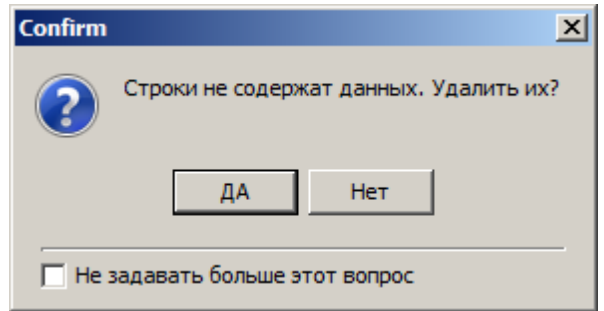 Confirm
Строки не содержат данных. Удалить их?
ДА
Нет
Не задавать больше этот вопрос